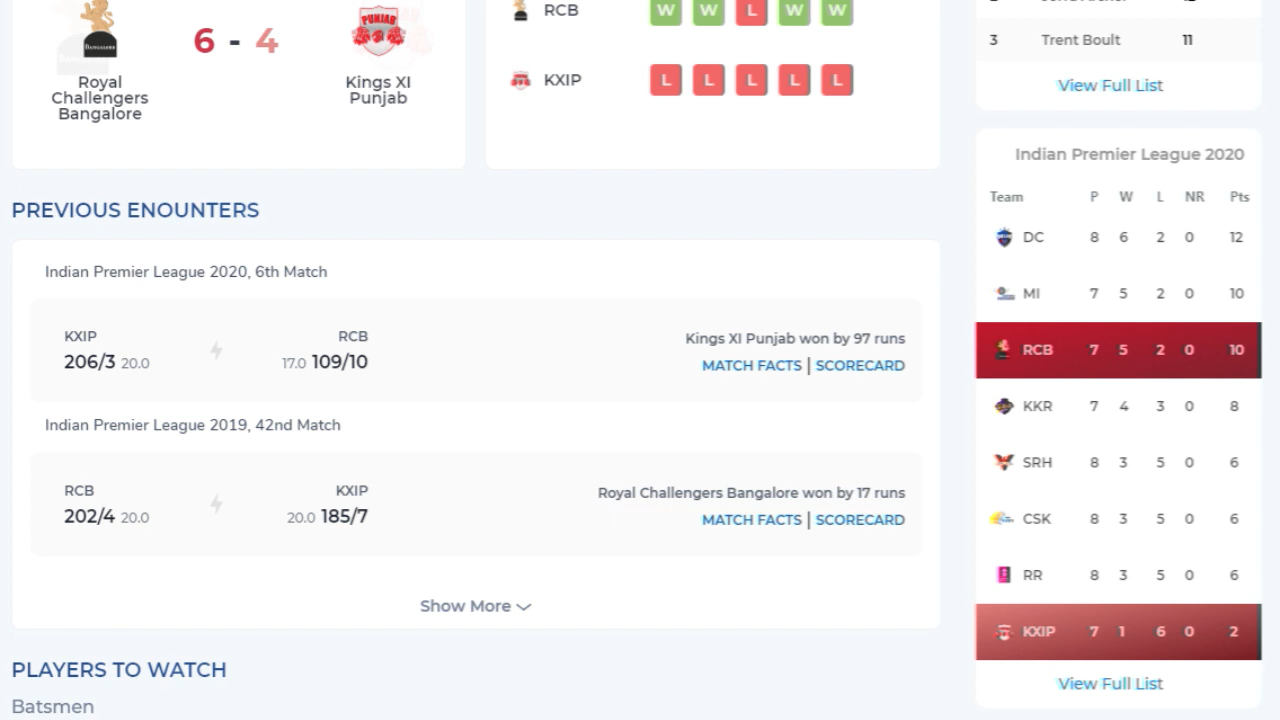 6 - 4
Royal
Challengers
Bangalore
Kings XI
Punjab
BANGALORE
PUNJAB
RCB W W L W W
KXIP L L L L L
3 Trent Boult 11
View Full List
PREVIOUS ENOUNTERS
Indian Premier League 2020, 6th Match
KXIP RCB
206/3 20.0 17.0 109/10
Kings XI Punjab won by 97 runs
MATCH FACTS | SCORECARD
Indian Premier League 2019, 42nd Match
RCB KXIP
202/4 20.0 20.0 185/7
Royal Challengers Bangalore won by 17 runs
MATCH FACTS | SCORECARD
Show More
PLAYERS TO WATCH
Batsmen
Indian Premier League 2020
Team P W L NR Pts
DC 8 6 2 0 12
MI 7 5 2 0 10
RCB 7 5 2 0 10
KKR 7 4 3 0 8
SRH 8 3 5 0 6
CSK 8 3 5 0 6
RR 8 3 5 0 6
KXIP 7 1 6 0 2
View Full List